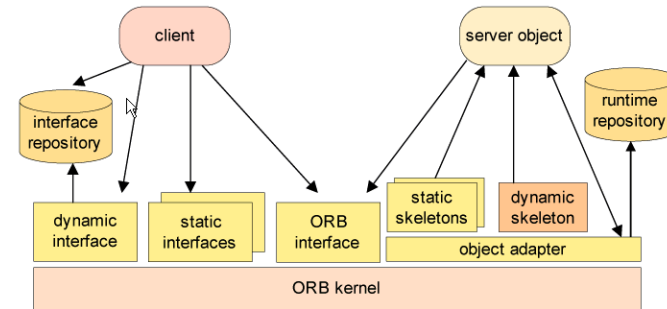 client
server object
interface
repository
runtime
repository
dynamic
interface
static
interfaces
ORB
interface
static
skeletons
dynamic
skeleton
object adapter
ORB kernel